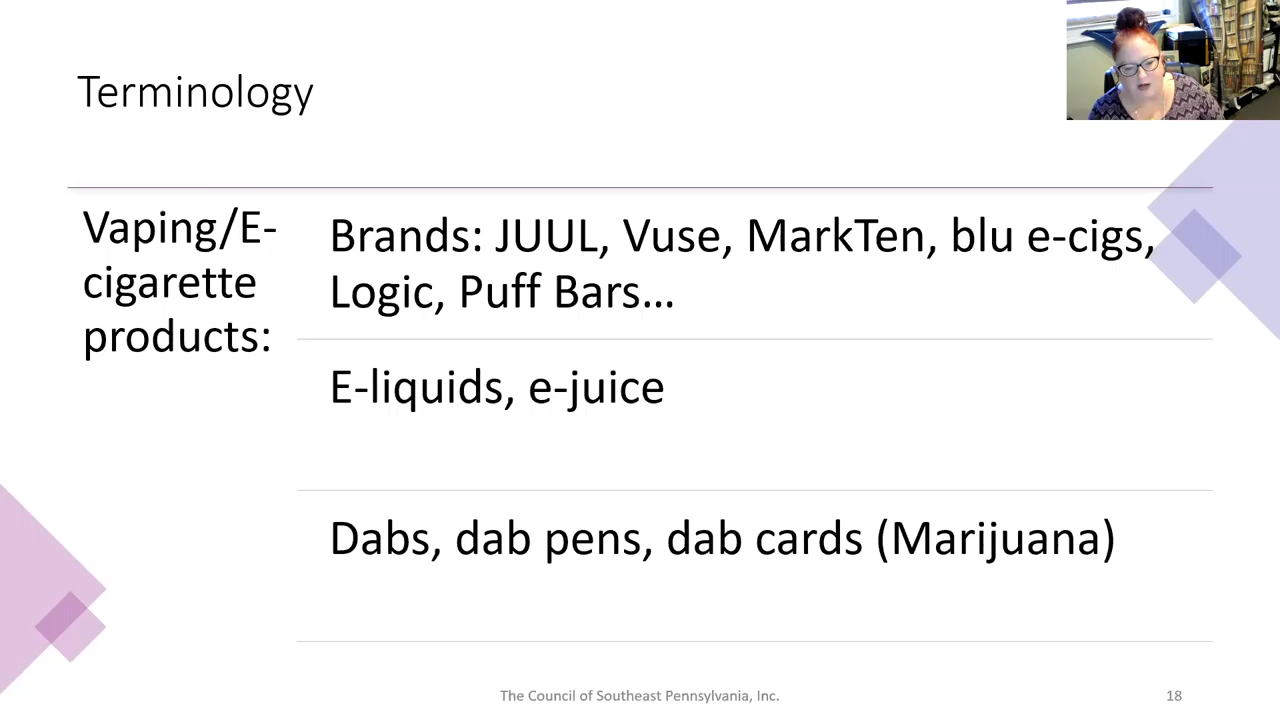 Terminology
Vaping/E-
cigarette
products:
Brands: JUUL, Vuse, MarkTen, blu e-cigs,
Logic, Puff Bars...
E-liquids, e-juice
Dabs, dab pens, dab cards (Marijuana)
The Council of Southeast Pennsylvania, Inc.
18